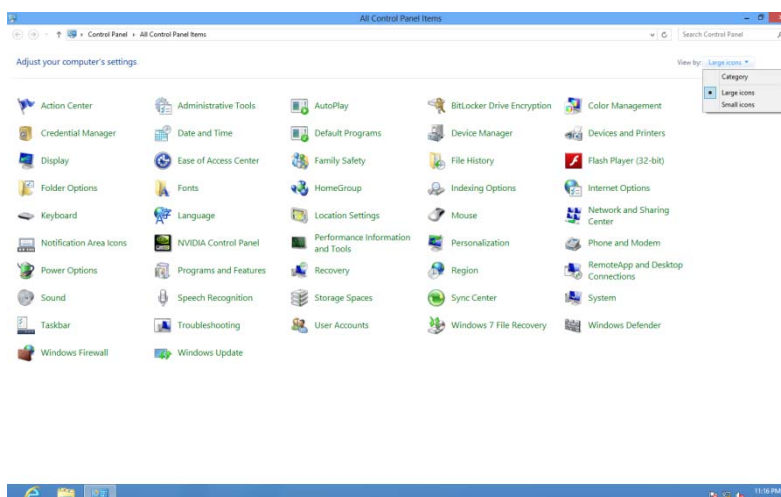 All Control Panel Items
Control Panel All Control Panel Items
Search Control Panel
Adjust your computer's settings
View by: Large icons
Category
Large icons
Small icons
Action Center
Administrative Tools
AutoPlay
BitLocker Drive Encryption
Color Management
Credential Manager
Date and Time
Default Programs
Device Manager
Devices and Printers
Display
Ease of Access Center
Family Safety
File History
Flash Player (32-bit)
Folder Options
Fonts
HomeGroup
Indexing Options
Internet Options
Keyboard
Language
Location Settings
Mouse
Network and Sharing
Center
Notification Area Icons
NVIDIA Control Panel
Performance Information
and Tools
Personalization
Phone and Modem
Power Options
Programs and Features
Recovery
Region
RemoteApp and Desktop
Connections
Sound
Speech Recognition
Storage Spaces
Sync Center
System
Taskbar
Troubleshooting
User Accounts
Windows 7 File Recovery
Windows Defender
Windows Firewall
Windows Update
11:16 PM